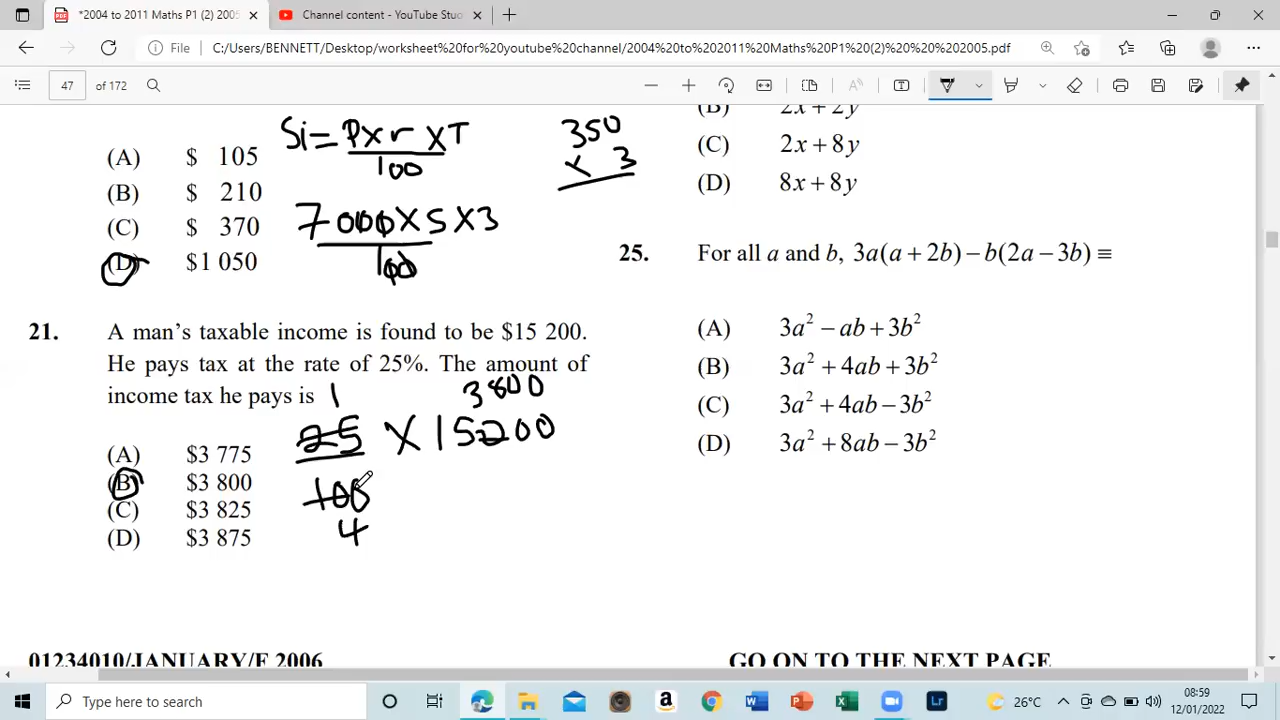 *2004 to 2011 Maths P1 (2) 2005
Channel content - YouTube Stu
File C:/Users/BENNETT/Desktop/worksheet%20for%20youtube%20channel/2004%20to%202011%20Maths%20P1%20(2)%20%20%202005.pdf
47 of 172
(A) $ 105
(B) $ 210
(C) $ 370
(D) $1 050
Si = P x r x T
100
7000 x 5 x 3
100
350
x 3
21. A man's taxable income is found to be $15 200.
He pays tax at the rate of 25%. The amount of
income tax he pays is
(A) $3 775
(B) $3 800
(C) $3 825
(D) $3 875
1 3800
25 X 15200
100
4
(B) 2x + 2y
(C) 2x + 8y
(D) 8x + 8y
25. For all a and b, 3a(a + 2b) − b(2a − 3b) ≡
(A) 3a² − ab + 3b²
(B) 3a² + 4ab + 3b²
(C) 3a² + 4ab − 3b²
(D) 3a² + 8ab − 3b²
01234010/JANUARY/F 2006
GO ON TO THE NEXT PAGE
Type here to search
26°C
08:59
12/01/2022